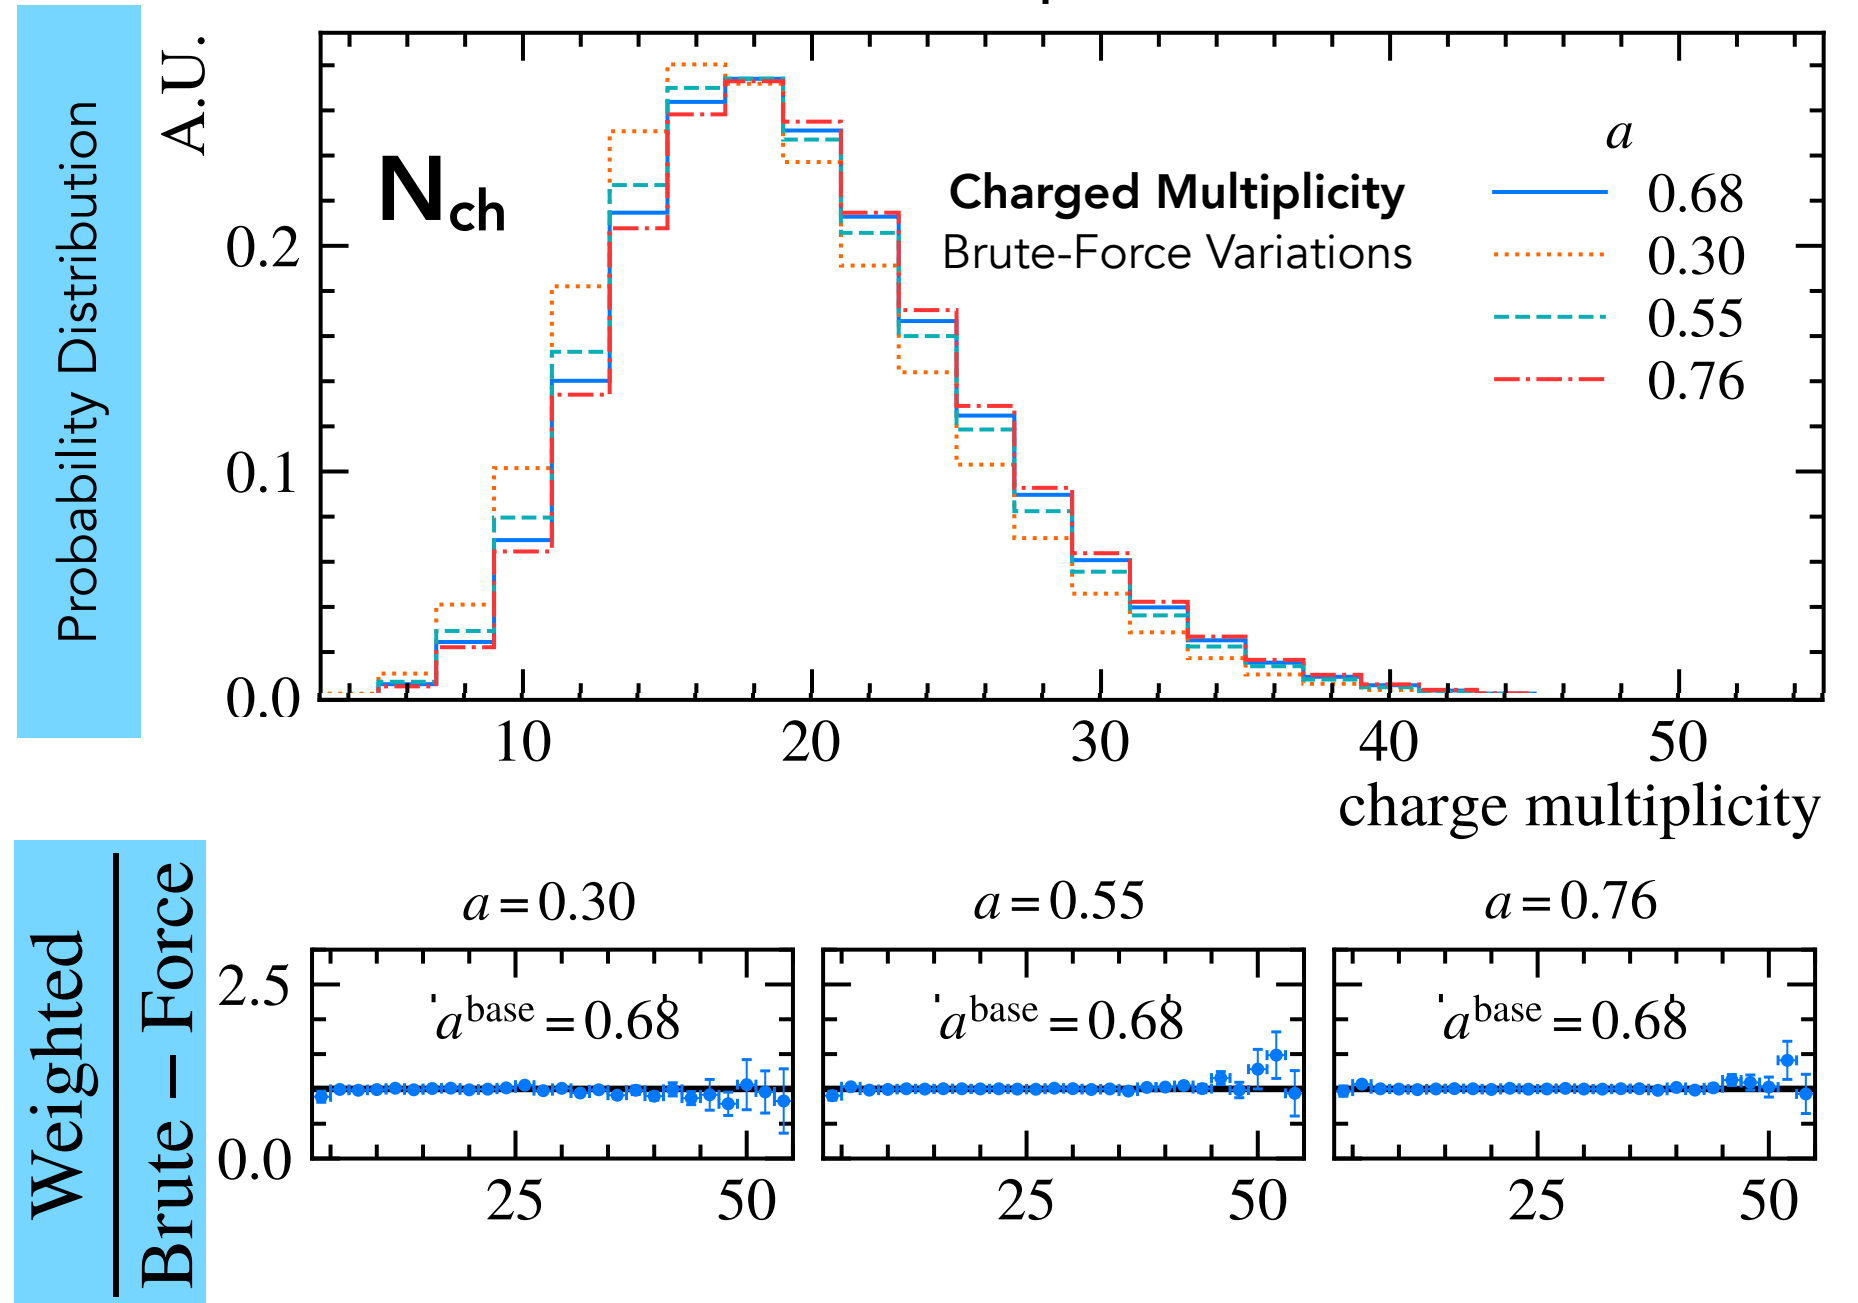 Probability Distribution
A.U.
N_ch
Charged Multiplicity
Brute-Force Variations
a
0.68
0.30
0.55
0.76
0.2
0.1
0.0
10 20 30 40 50
charge multiplicity
Weighted
Brute – Force
a = 0.30
a = 0.55
a = 0.76
2.5
0.0
a^base = 0.68
a^base = 0.68
a^base = 0.68
25 50
25 50
25 50